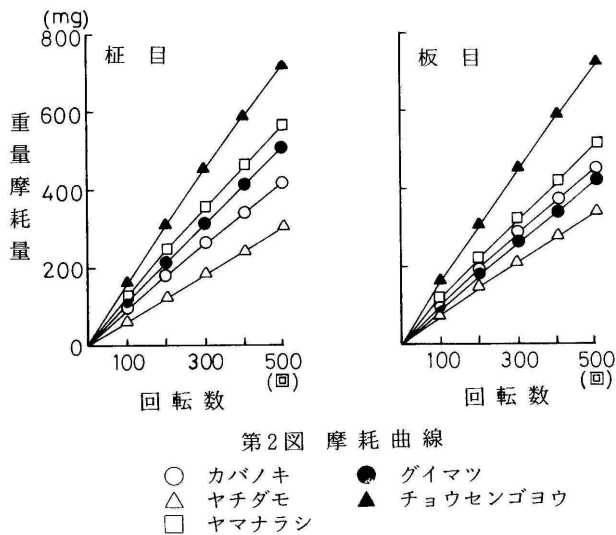 (mg)
800
600
400
200
0
重量摩耗量
柾目
100 300 500
(回)
回転数
板目
100 300 500
(回)
回転数
第2図 摩耗曲線
○ カバノキ
△ ヤチダモ
□ ヤマナラシ
● グイマツ
▲ チョウセンゴヨウ